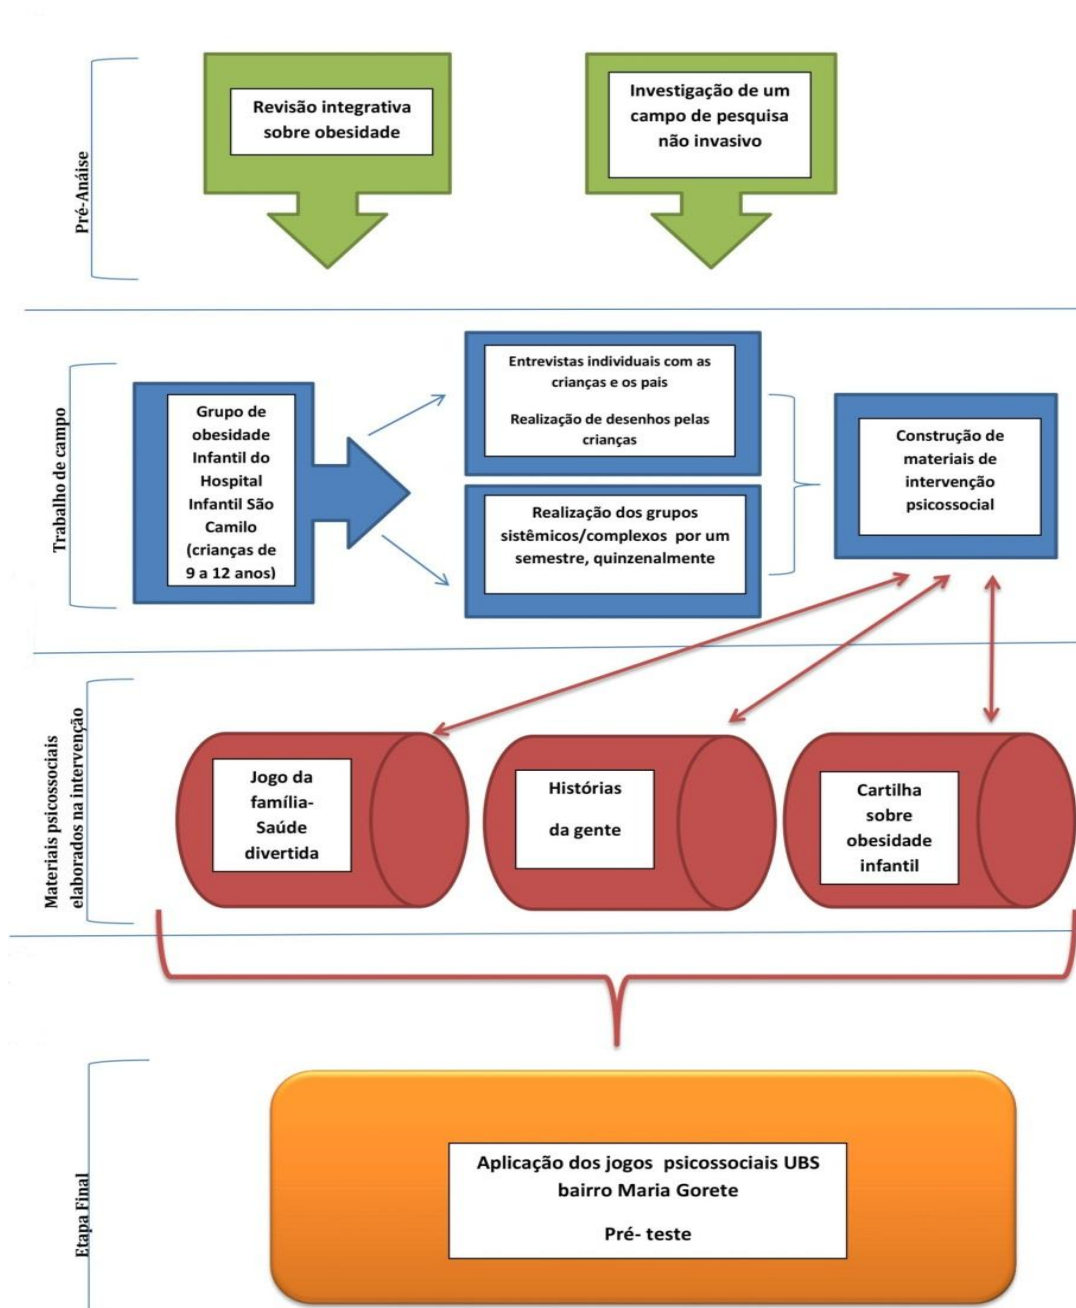 Pré-Anáise
Revisão integrativa
sobre obesidade
Investigação de um
campo de pesquisa
não invasivo
Trabalho de campo
Grupo de
obesidade
Infantil do
Hospital
Infantil São
Camilo
(crianças de
9 a 12 anos)
Entrevistas individuais com as
crianças e os pais
Realização de desenhos pelas
crianças
Realização dos grupos
sistêmicos/complexos por um
semestre, quinzenalmente
Construção de
materiais de
intervenção
psicossocial
Materiais psicossociais
elaborados na intervenção
Jogo da
família-
Saúde
divertida
Histórias
da gente
Cartilha
sobre
obesidade
infantil
Etapa Final
Aplicação dos jogos psicossociais UBS
bairro Maria Gorete
Pré- teste